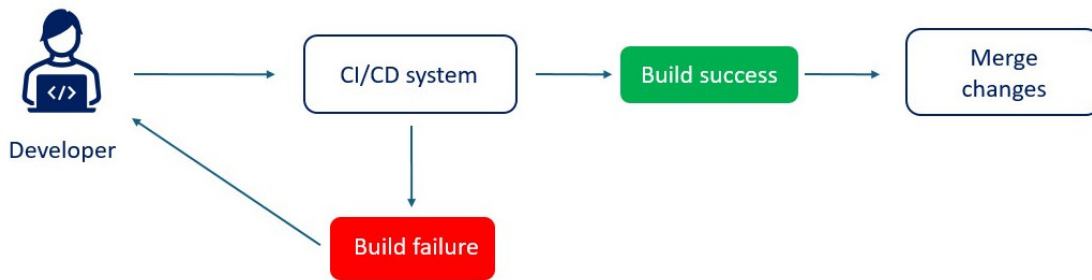 </>
Developer
CI/CD system
Build success
Merge
changes
Build failure